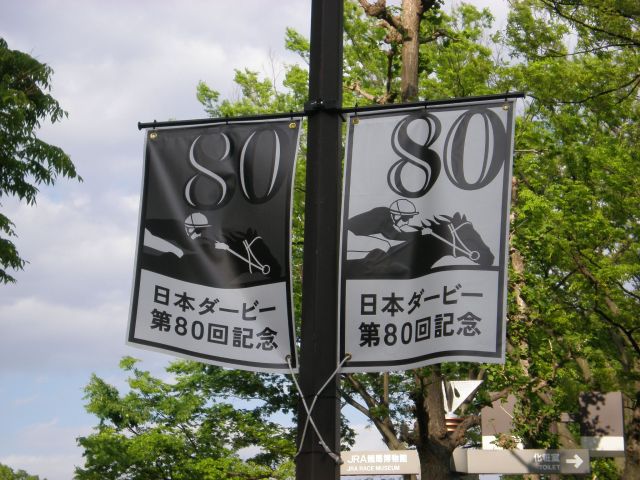 80
日本ダービー
第80回記念
80
日本ダービー
第80回記念
JRA競馬博物館
JRA RACE MUSEUM
化粧室
TOILET